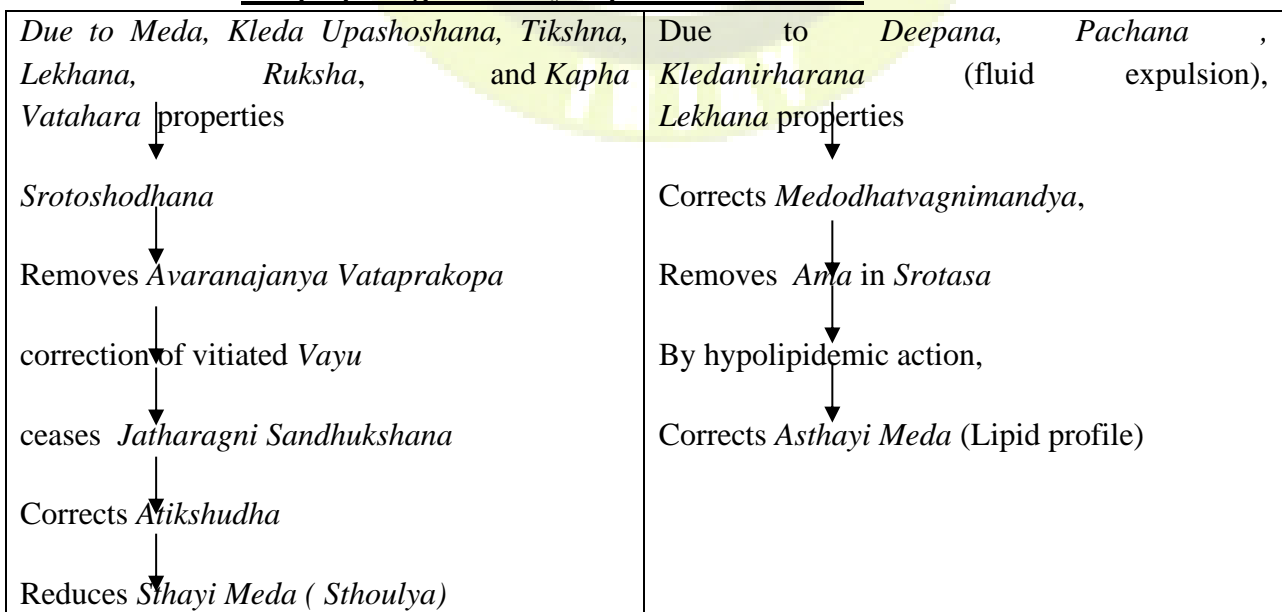 Due to Meda, Kleda Upashoshana, Tikshna,
Lekhana, Ruksha, and Kapha
Vatahara properties
Srotoshodhana
Removes Avaranajanya Vataprakopa
correction of vitiated Vayu
ceases Jatharagni Sandhukshana
Corrects Atikshudha
Reduces Sthayi Meda ( Sthoulya)
Due to Deepana, Pachana ,
Kledanirharana (fluid expulsion),
Lekhana properties
Corrects Medodhatvagnimandya,
Removes Ama in Srotasa
By hypolipidemic action,
Corrects Asthayi Meda (Lipid profile)